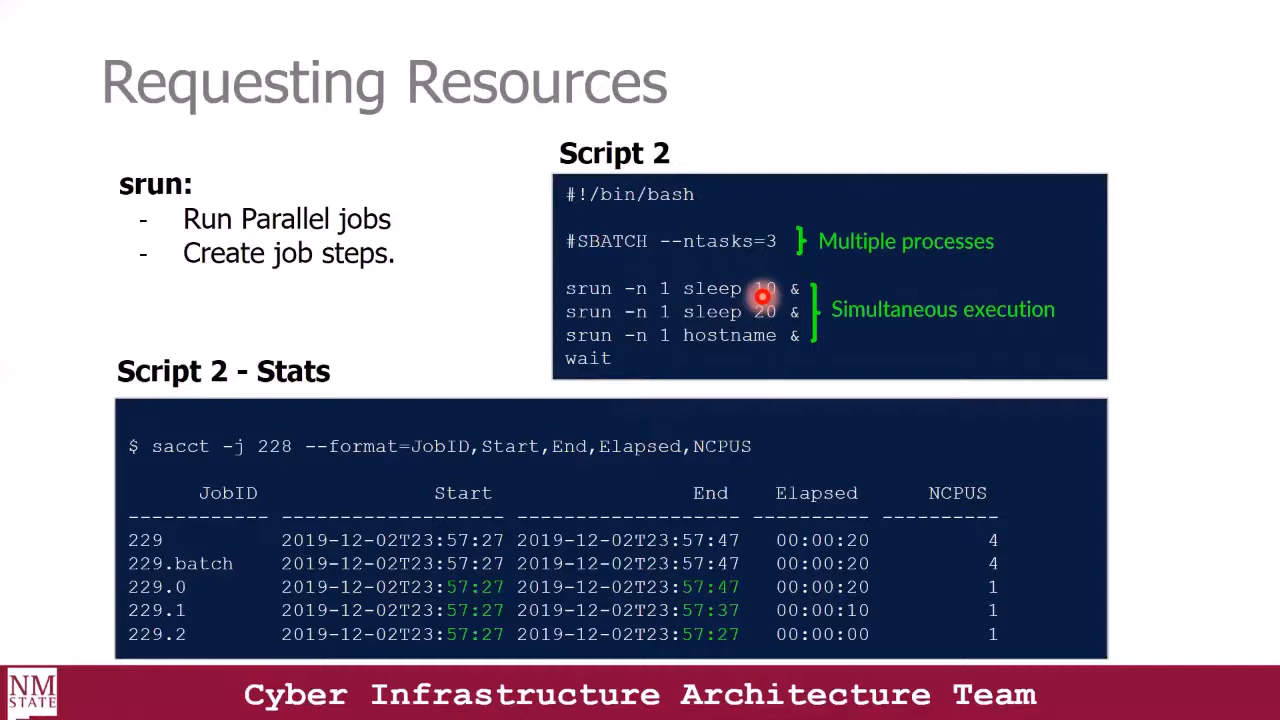 Requesting Resources
srun:
- Run Parallel jobs
- Create job steps.
Script 2
#!/bin/bash
#SBATCH --ntasks=3
Multiple processes
srun -n 1 sleep 10 &
srun -n 1 sleep 20 &
srun -n 1 hostname &
wait
Simultaneous execution
Script 2 - Stats
$ sacct -j 228 --format=JobID,Start,End,Elapsed,NCPUS
JobID Start End Elapsed NCPUS
------------ ------------------- ------------------- ---------- ----------
229 2019-12-02T23:57:27 2019-12-02T23:57:47 00:00:20 4
229.batch 2019-12-02T23:57:27 2019-12-02T23:57:47 00:00:20 4
229.0 2019-12-02T23:57:27 2019-12-02T23:57:47 00:00:20 1
229.1 2019-12-02T23:57:27 2019-12-02T23:57:37 00:00:10 1
229.2 2019-12-02T23:57:27 2019-12-02T23:57:27 00:00:00 1
NM
STATE
Cyber Infrastructure Architecture Team